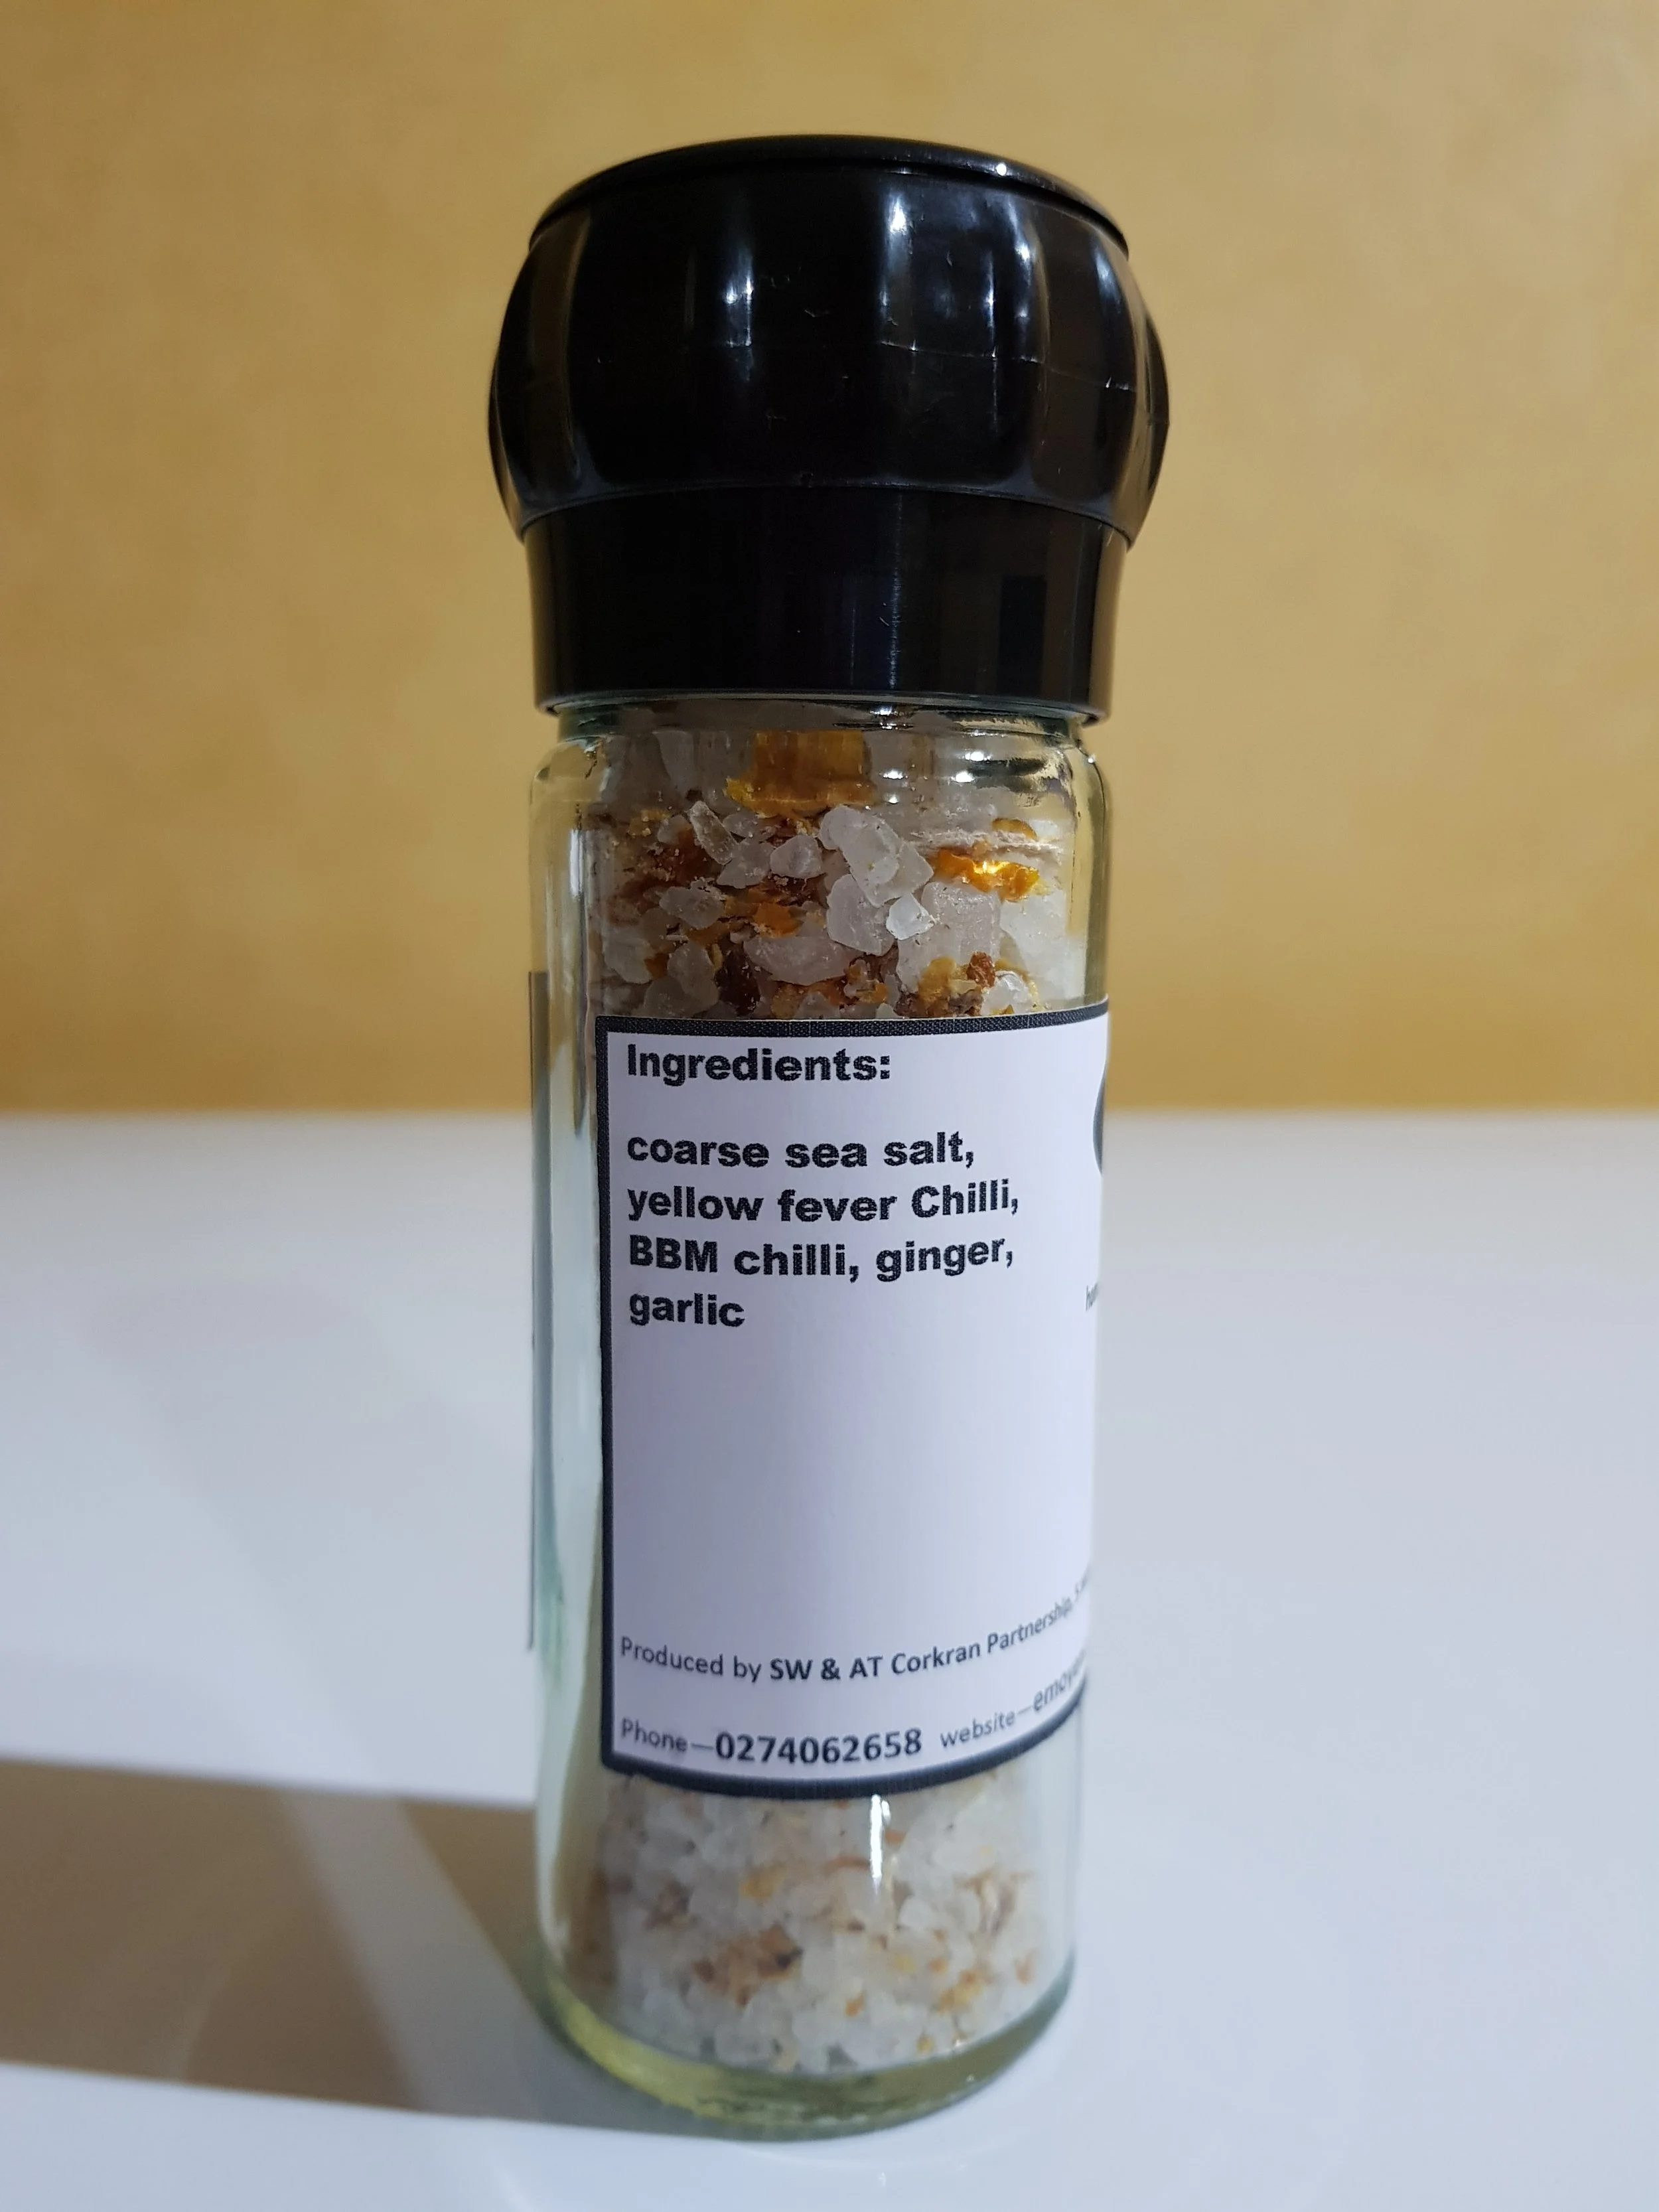 Ingredients:
coarse sea salt,
yellow fever Chilli,
BBM chilli, ginger,
garlic
Produced by SW & AT Corkran Partnership,
Phone—0274062658 website—